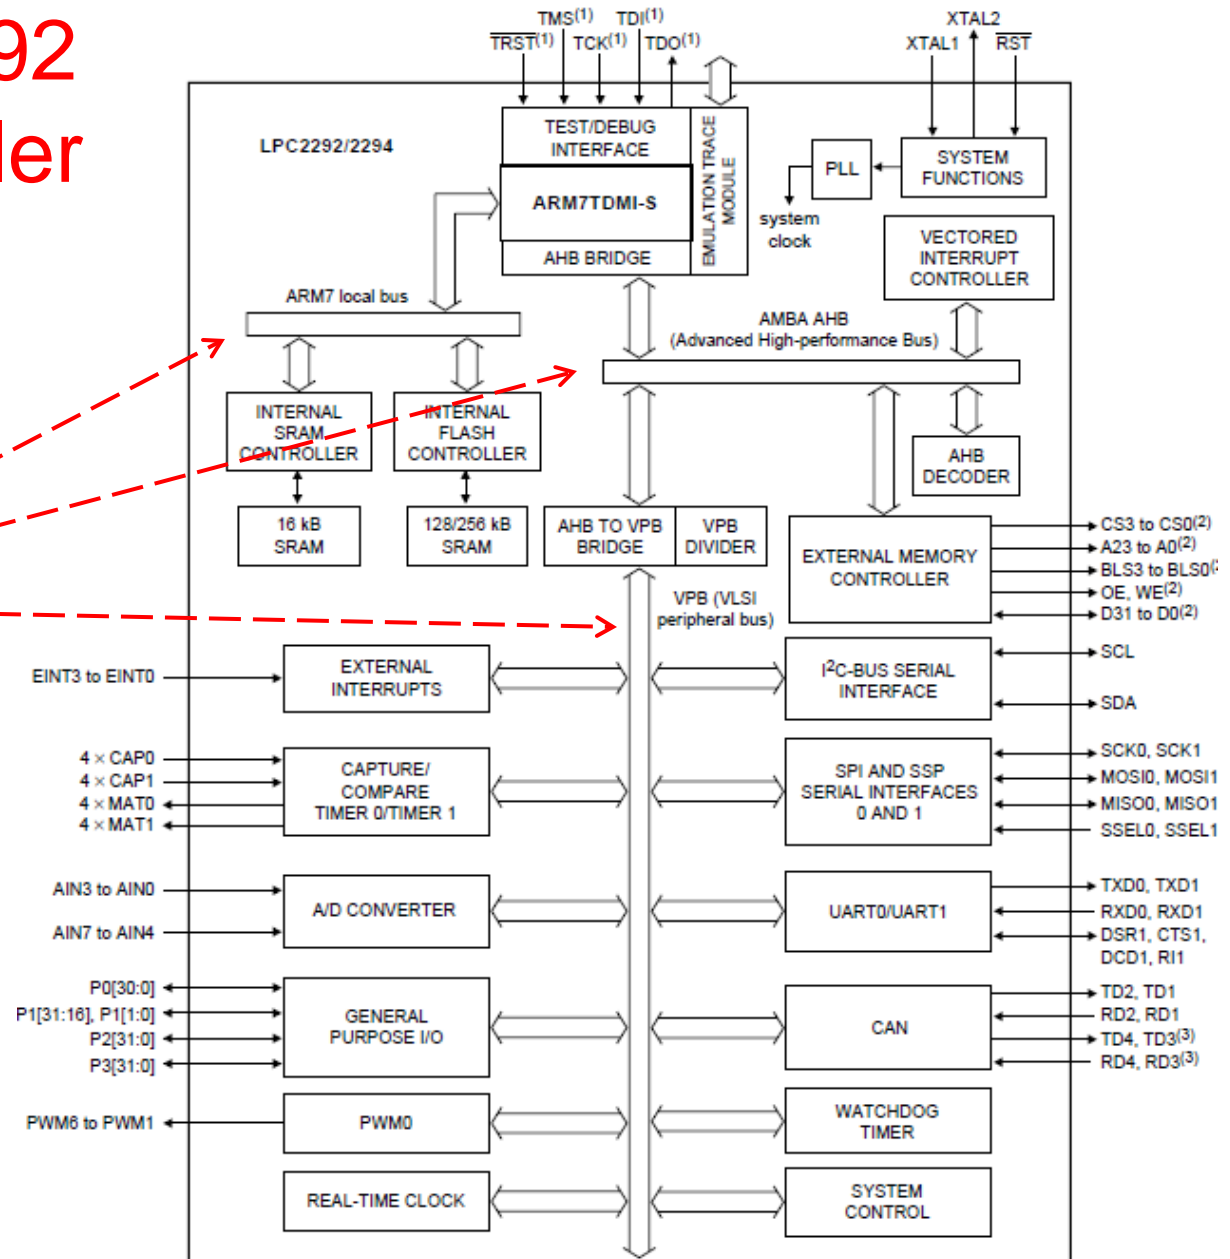 92
ler
TMS(1) TDI(1)
TRST(1) TCK(1) TDO(1)
XTAL2
XTAL1 RST
LPC2292/2294
TEST/DEBUG
INTERFACE
ARM7TDMI-S
AHB BRIDGE
EMULATION TRACE
MODULE
PLL
SYSTEM
FUNCTIONS
system
clock
VECTORED
INTERRUPT
CONTROLLER
ARM7 local bus
AMBA AHB
(Advanced High-performance Bus)
INTERNAL
SRAM
CONTROLLER
INTERNAL
FLASH
CONTROLLER
AHB
DECODER
16 kB
SRAM
128/256 kB
SRAM
AHB TO VPB
BRIDGE
VPB
DIVIDER
EXTERNAL MEMORY
CONTROLLER
CS3 to CS0(2)
A23 to A0(2)
BLS3 to BLS0(2
OE, WE(2)
D31 to D0(2)
VPB (VLSI
peripheral bus)
EINT3 to EINT0
EXTERNAL
INTERRUPTS
I2C-BUS SERIAL
INTERFACE
SCL
SDA
4 × CAP0
4 × CAP1
4 × MAT0
4 × MAT1
CAPTURE/
COMPARE
TIMER 0/TIMER 1
SPI AND SSP
SERIAL INTERFACES
0 AND 1
SCK0, SCK1
MOSI0, MOSI1
MISO0, MISO1
SSEL0, SSEL1
AIN3 to AIN0
AIN7 to AIN4
A/D CONVERTER
UART0/UART1
TXD0, TXD1
RXD0, RXD1
DSR1, CTS1,
DCD1, RI1
P0[30:0]
P1[31:16], P1[1:0]
P2[31:0]
P3[31:0]
GENERAL
PURPOSE I/O
CAN
TD2, TD1
RD2, RD1
TD4, TD3(3)
RD4, RD3(3)
PWM6 to PWM1
PWM0
WATCHDOG
TIMER
REAL-TIME CLOCK
SYSTEM
CONTROL